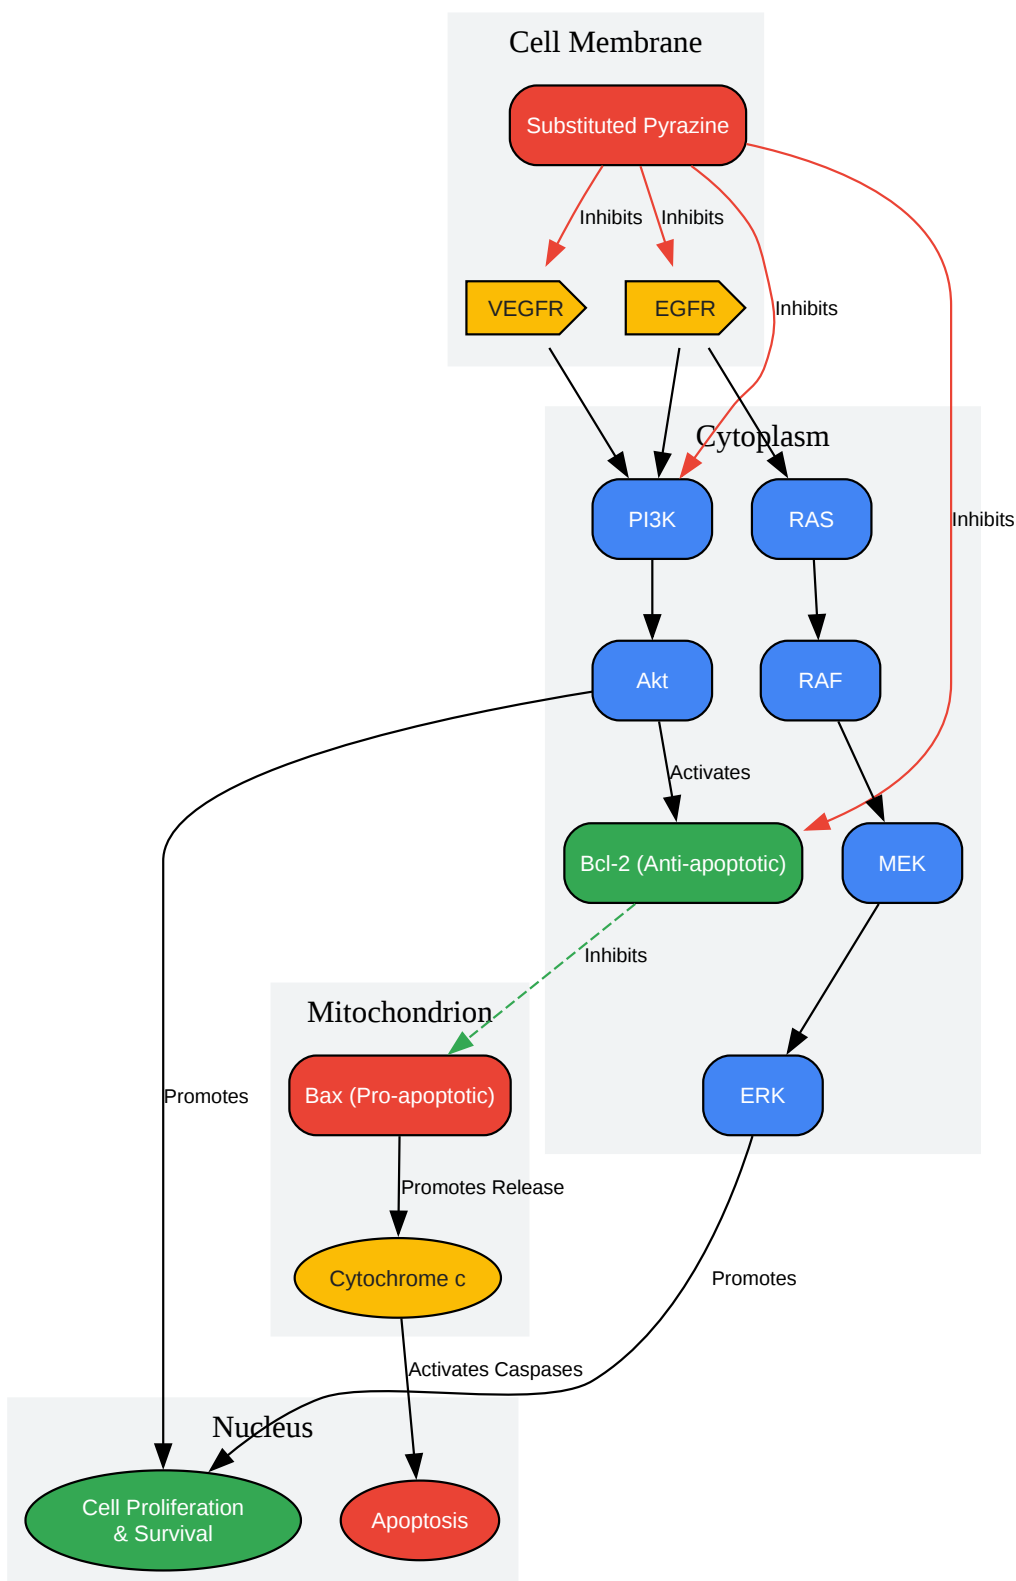 Cell Membrane
Substituted Pyrazine
Inhibits
Inhibits
VEGFR
EGFR
Inhibits
Cytoplasm
PI3K
RAS
Inhibits
Akt
RAF
Activates
Bcl-2 (Anti-apoptotic)
MEK
Inhibits
Mitochondrion
Bax (Pro-apoptotic)
ERK
Promotes
Promotes Release
Cytochrome c
Promotes
Activates Caspases
Nucleus
Cell Proliferation
& Survival
Apoptosis